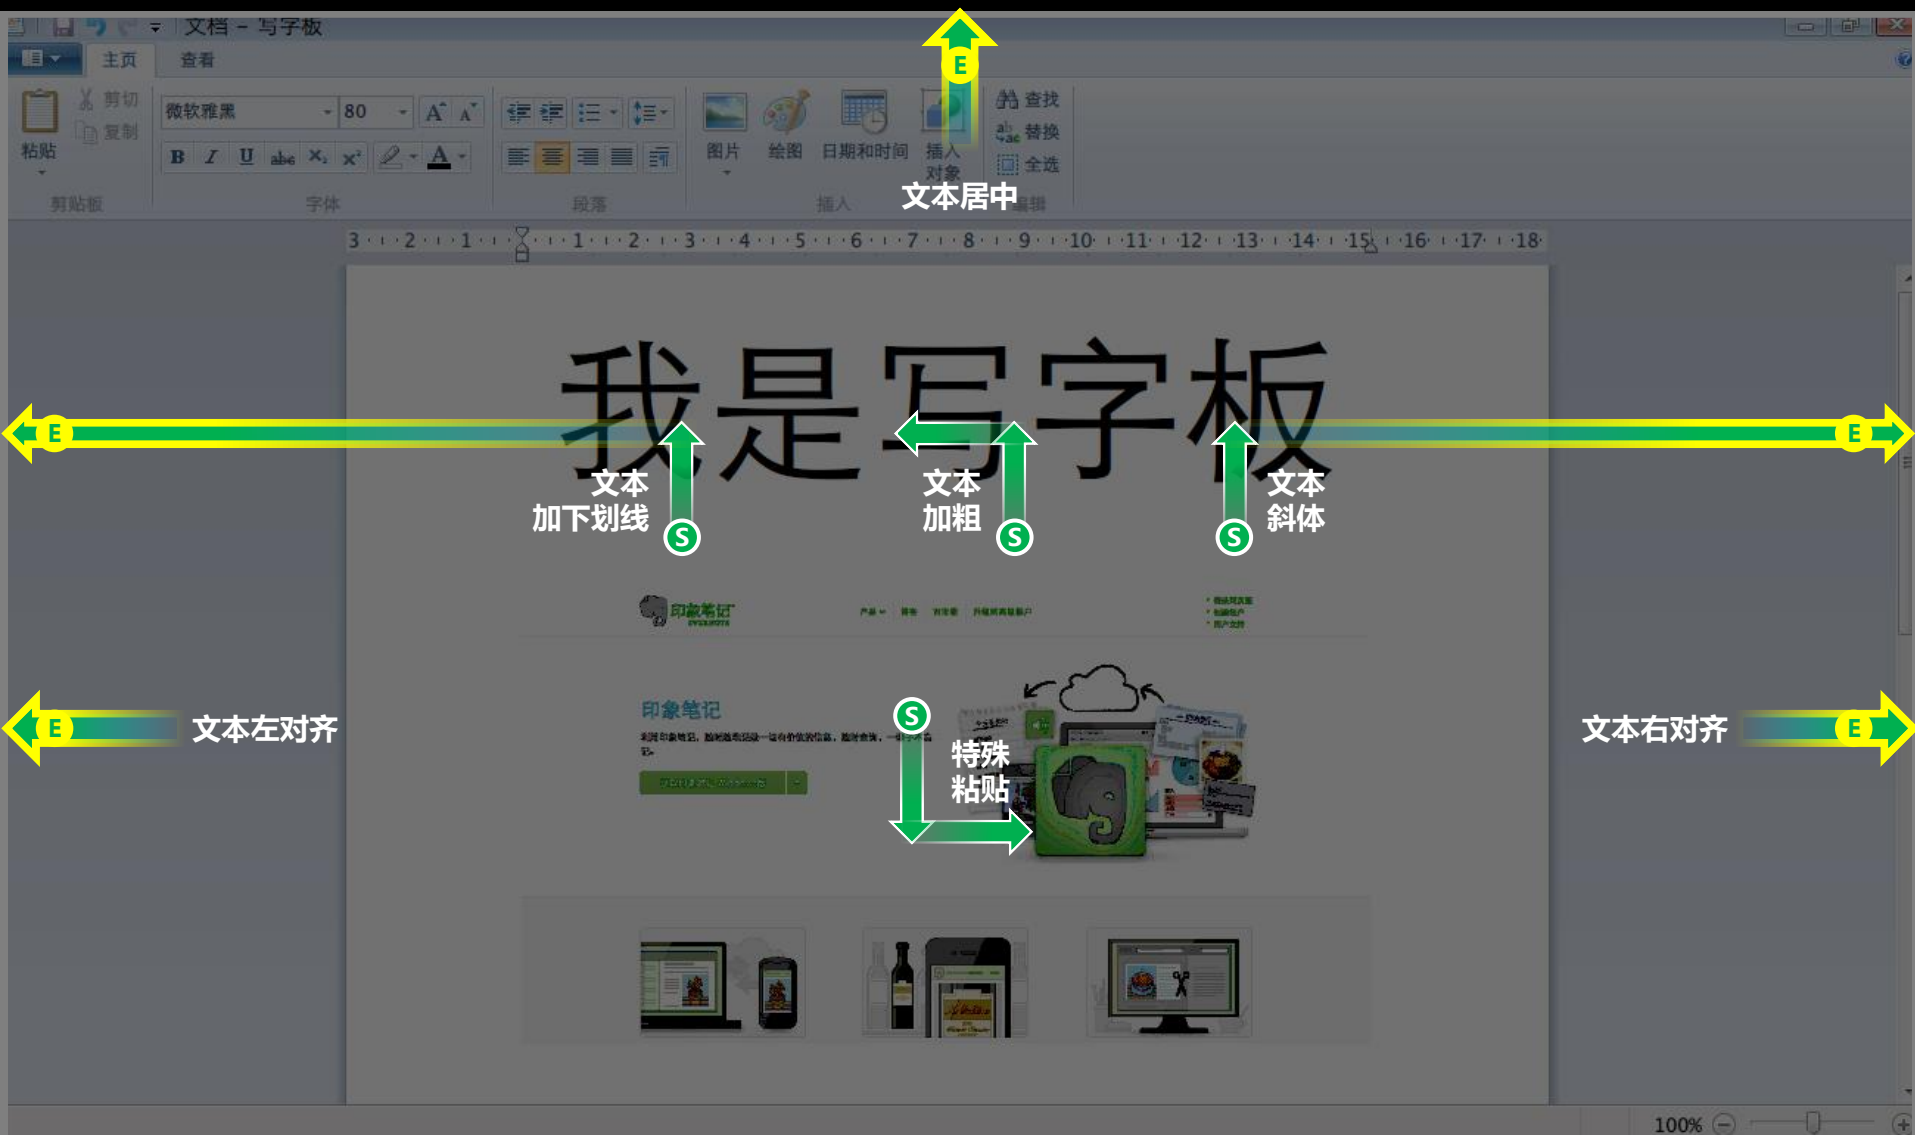 文档 - 写字板
E
主页 查看
剪切
复制
粘贴
微软雅黑 80 A A
B I U abc X₂ X² A
图片 绘图 日期和时间 插入对象
查找
替换
全选
剪贴板 字体 段落 插入 编辑
文本居中
3 2 1 1 2 3 4 5 6 7 8 9 10 11 12 13 14 15 16 17 18
我是写字板
E E
文本
加下划线
S
文本
加粗
S
文本
斜体
S
印象笔记
EVERNOTE
印象笔记
E
文本左对齐
S
特殊
粘贴
文本右对齐
E
100%